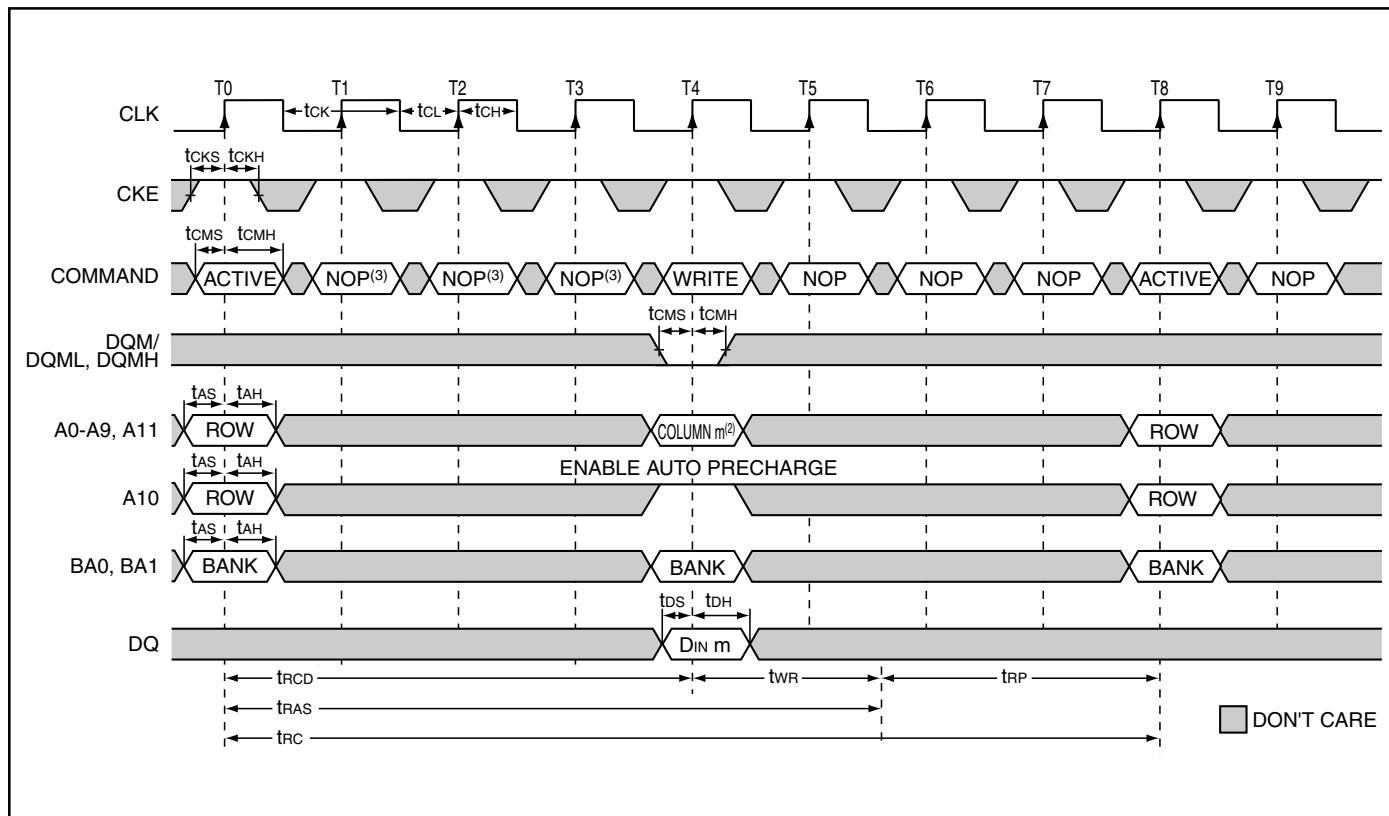 T0 T1 T2 T3 T4 T5 T6 T7 T8 T9
CLK tCK tCL tCH
tCKS tCKH
CKE
tCMS tCMH
COMMAND ACTIVE NOP(3) NOP(3) NOP(3) WRITE NOP NOP NOP ACTIVE NOP
tCMS tCMH
DQM/
DQML, DQMH
tAS tAH
A0-A9, A11 ROW COLUMN m(2) ROW
tAS tAH ENABLE AUTO PRECHARGE
A10 ROW ROW
tAS tAH
BA0, BA1 BANK BANK BANK
tDS tDH
DQ DIN m
tRCD tWR tRP
tRAS
DON'T CARE
tRC